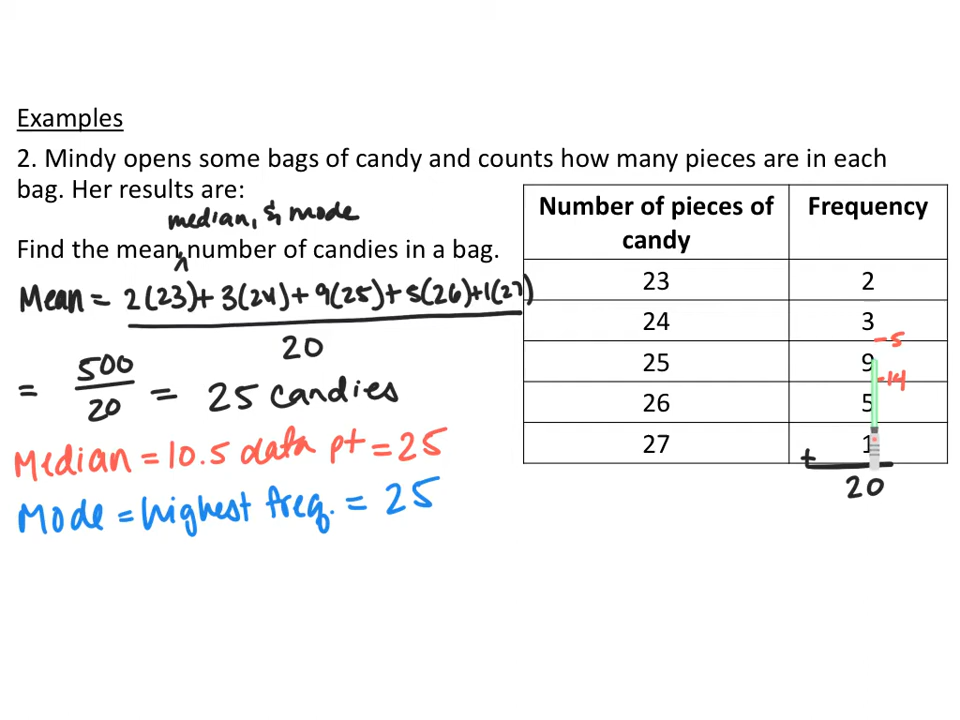 Examples
2. Mindy opens some bags of candy and counts how many pieces are in each
bag. Her results are:
median, & mode
Find the mean ^ number of candies in a bag.
Mean = 2(23)+ 3(24)+ 9(25)+ 5(26)+1(27)
20
= 500/20 = 25 candies
Median = 10.5 data pt = 25
Mode = highest freq. = 25
Number of pieces of candy Frequency
23 2
24 3
-5
25 9
-14
26 5
27 1
+
20